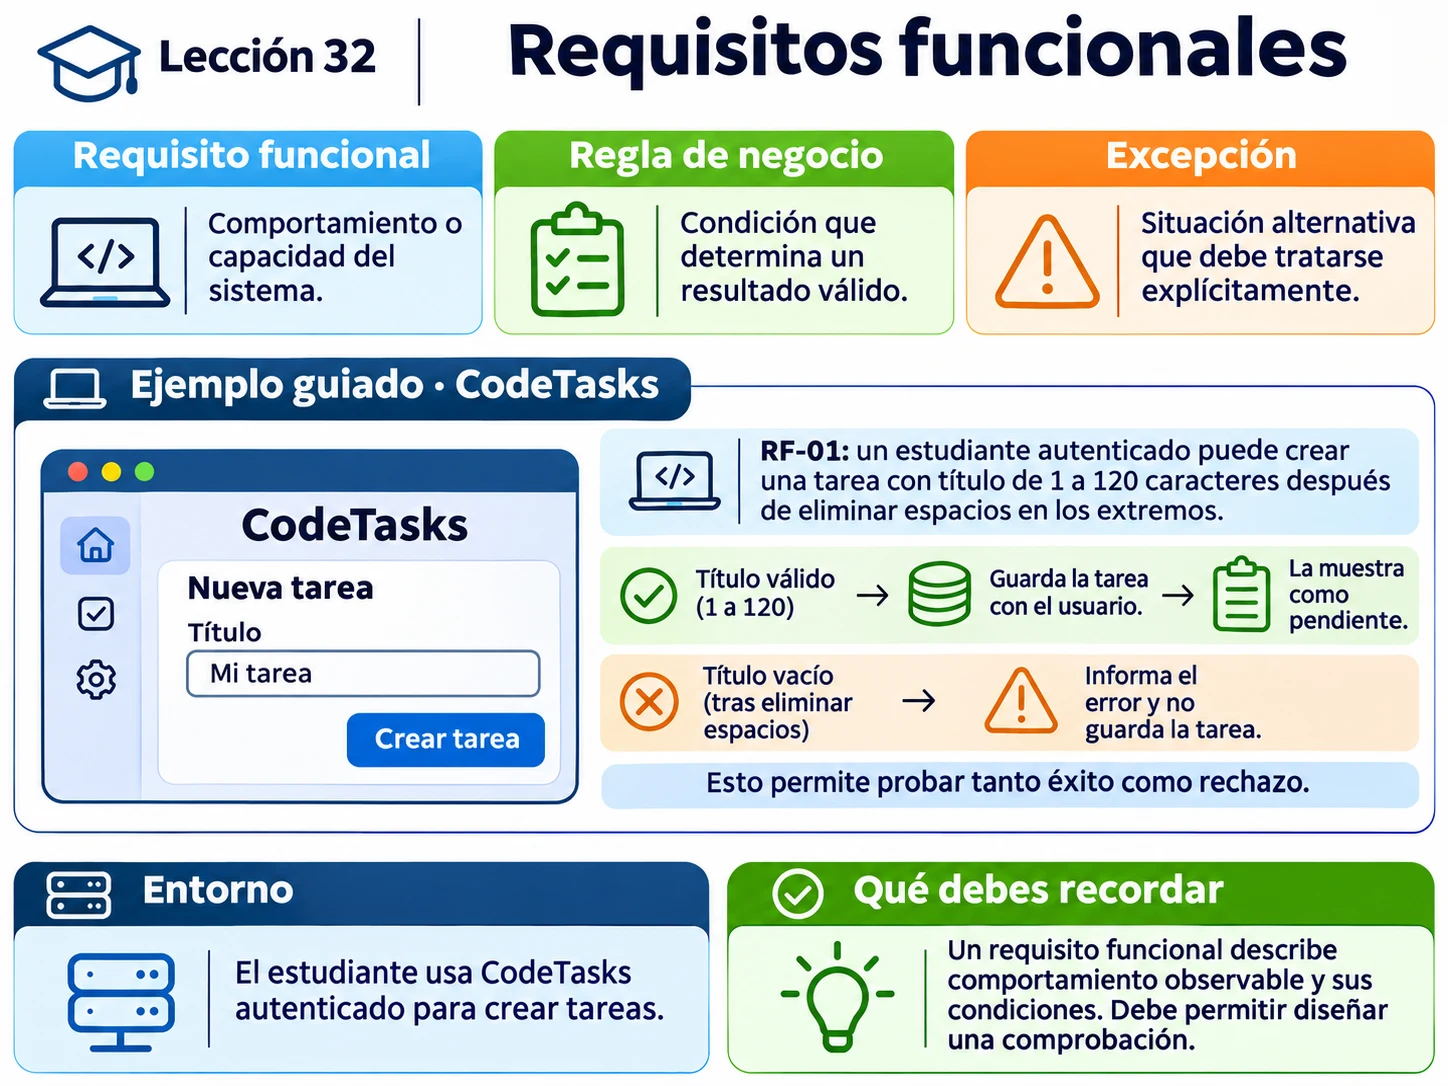 Lección 32
Requisitos funcionales
Requisito funcional
</>
Comportamiento o
capacidad del
sistema.
Regla de negocio
Condición que
determina un
resultado válido.
Excepción
Situación alternativa
que debe tratarse
explícitamente.
Ejemplo guiado · CodeTasks
CodeTasks
Nueva tarea
Título
Mi tarea
Crear tarea
</>
RF-01: un estudiante autenticado puede crear
una tarea con título de 1 a 120 caracteres después
de eliminar espacios en los extremos.
Título válido
(1 a 120)
→
Guarda la tarea
con el usuario.
→
La muestra
como
pendiente.
Título vacío
(tras eliminar
espacios)
→
Informa el
error y no
guarda la tarea.
Esto permite probar tanto éxito como rechazo.
Entorno
El estudiante usa CodeTasks
autenticado para crear tareas.
Qué debes recordar
Un requisito funcional describe
comportamiento observable y sus
condiciones. Debe permitir diseñar
una comprobación.